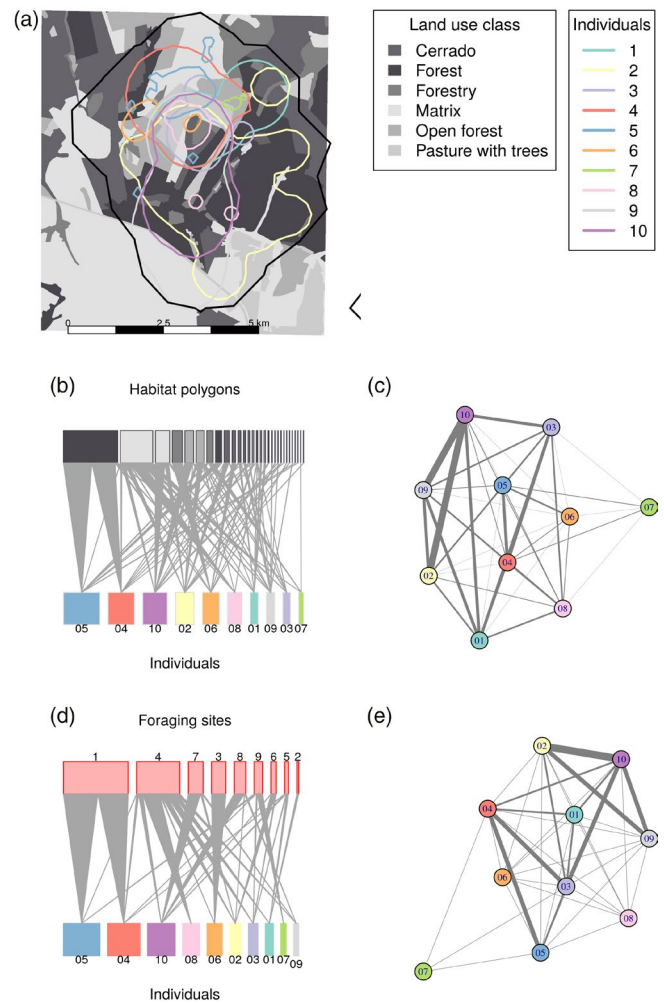 (a)
Land use class
Cerrado
Forest
Forestry
Matrix
Open forest
Pasture with trees
Individuals
1
2
3
4
5
6
7
8
9
10
0 2.5 5 km
(b) Habitat polygons
05 04 10 02 06 08 01 09 03 07
Individuals
(c)
10
03
05
09
07
06
04
02
08
01
(d) Foraging sites
1 4 7 3 8 9 6 5 2
05 04 10 08 06 02 03 01 07 09
Individuals
(e)
02
10
04
01
09
06
03
08
05
07